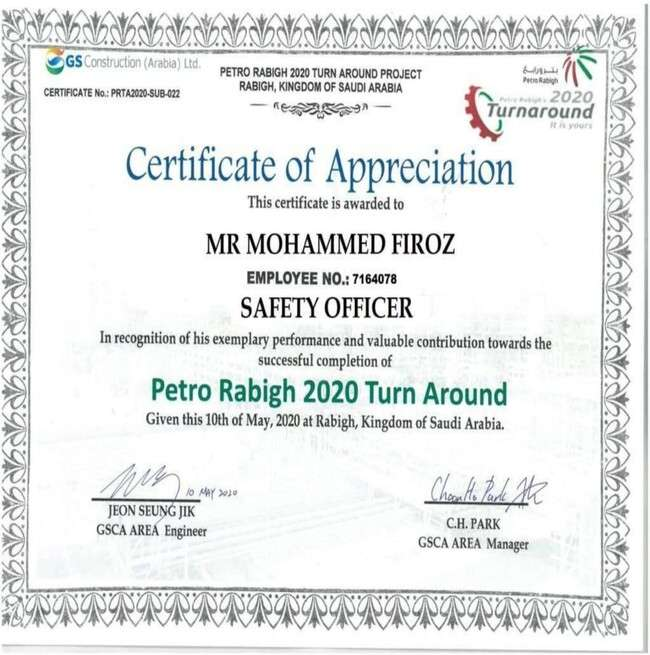 GS Construction (Arabia) Ltd.
CERTIFICATE No.: PRTA2020-SUB-022
PETRO RABIGH 2020 TURN AROUND PROJECT
RABIGH, KINGDOM OF SAUDI ARABIA
بترورابغ
Petro Rabigh
Petro Rabigh's 2020
Turnaround
It is yours
Certificate of Appreciation
This certificate is awarded to
MR MOHAMMED FIROZ
EMPLOYEE NO.: 7164078
SAFETY OFFICER
In recognition of his exemplary performance and valuable contribution towards the
successful completion of
Petro Rabigh 2020 Turn Around
Given this 10th of May, 2020 at Rabigh, Kingdom of Saudi Arabia.
10 MAY 2020
JEON SEUNG JIK
GSCA AREA Engineer
C.H. PARK
GSCA AREA Manager